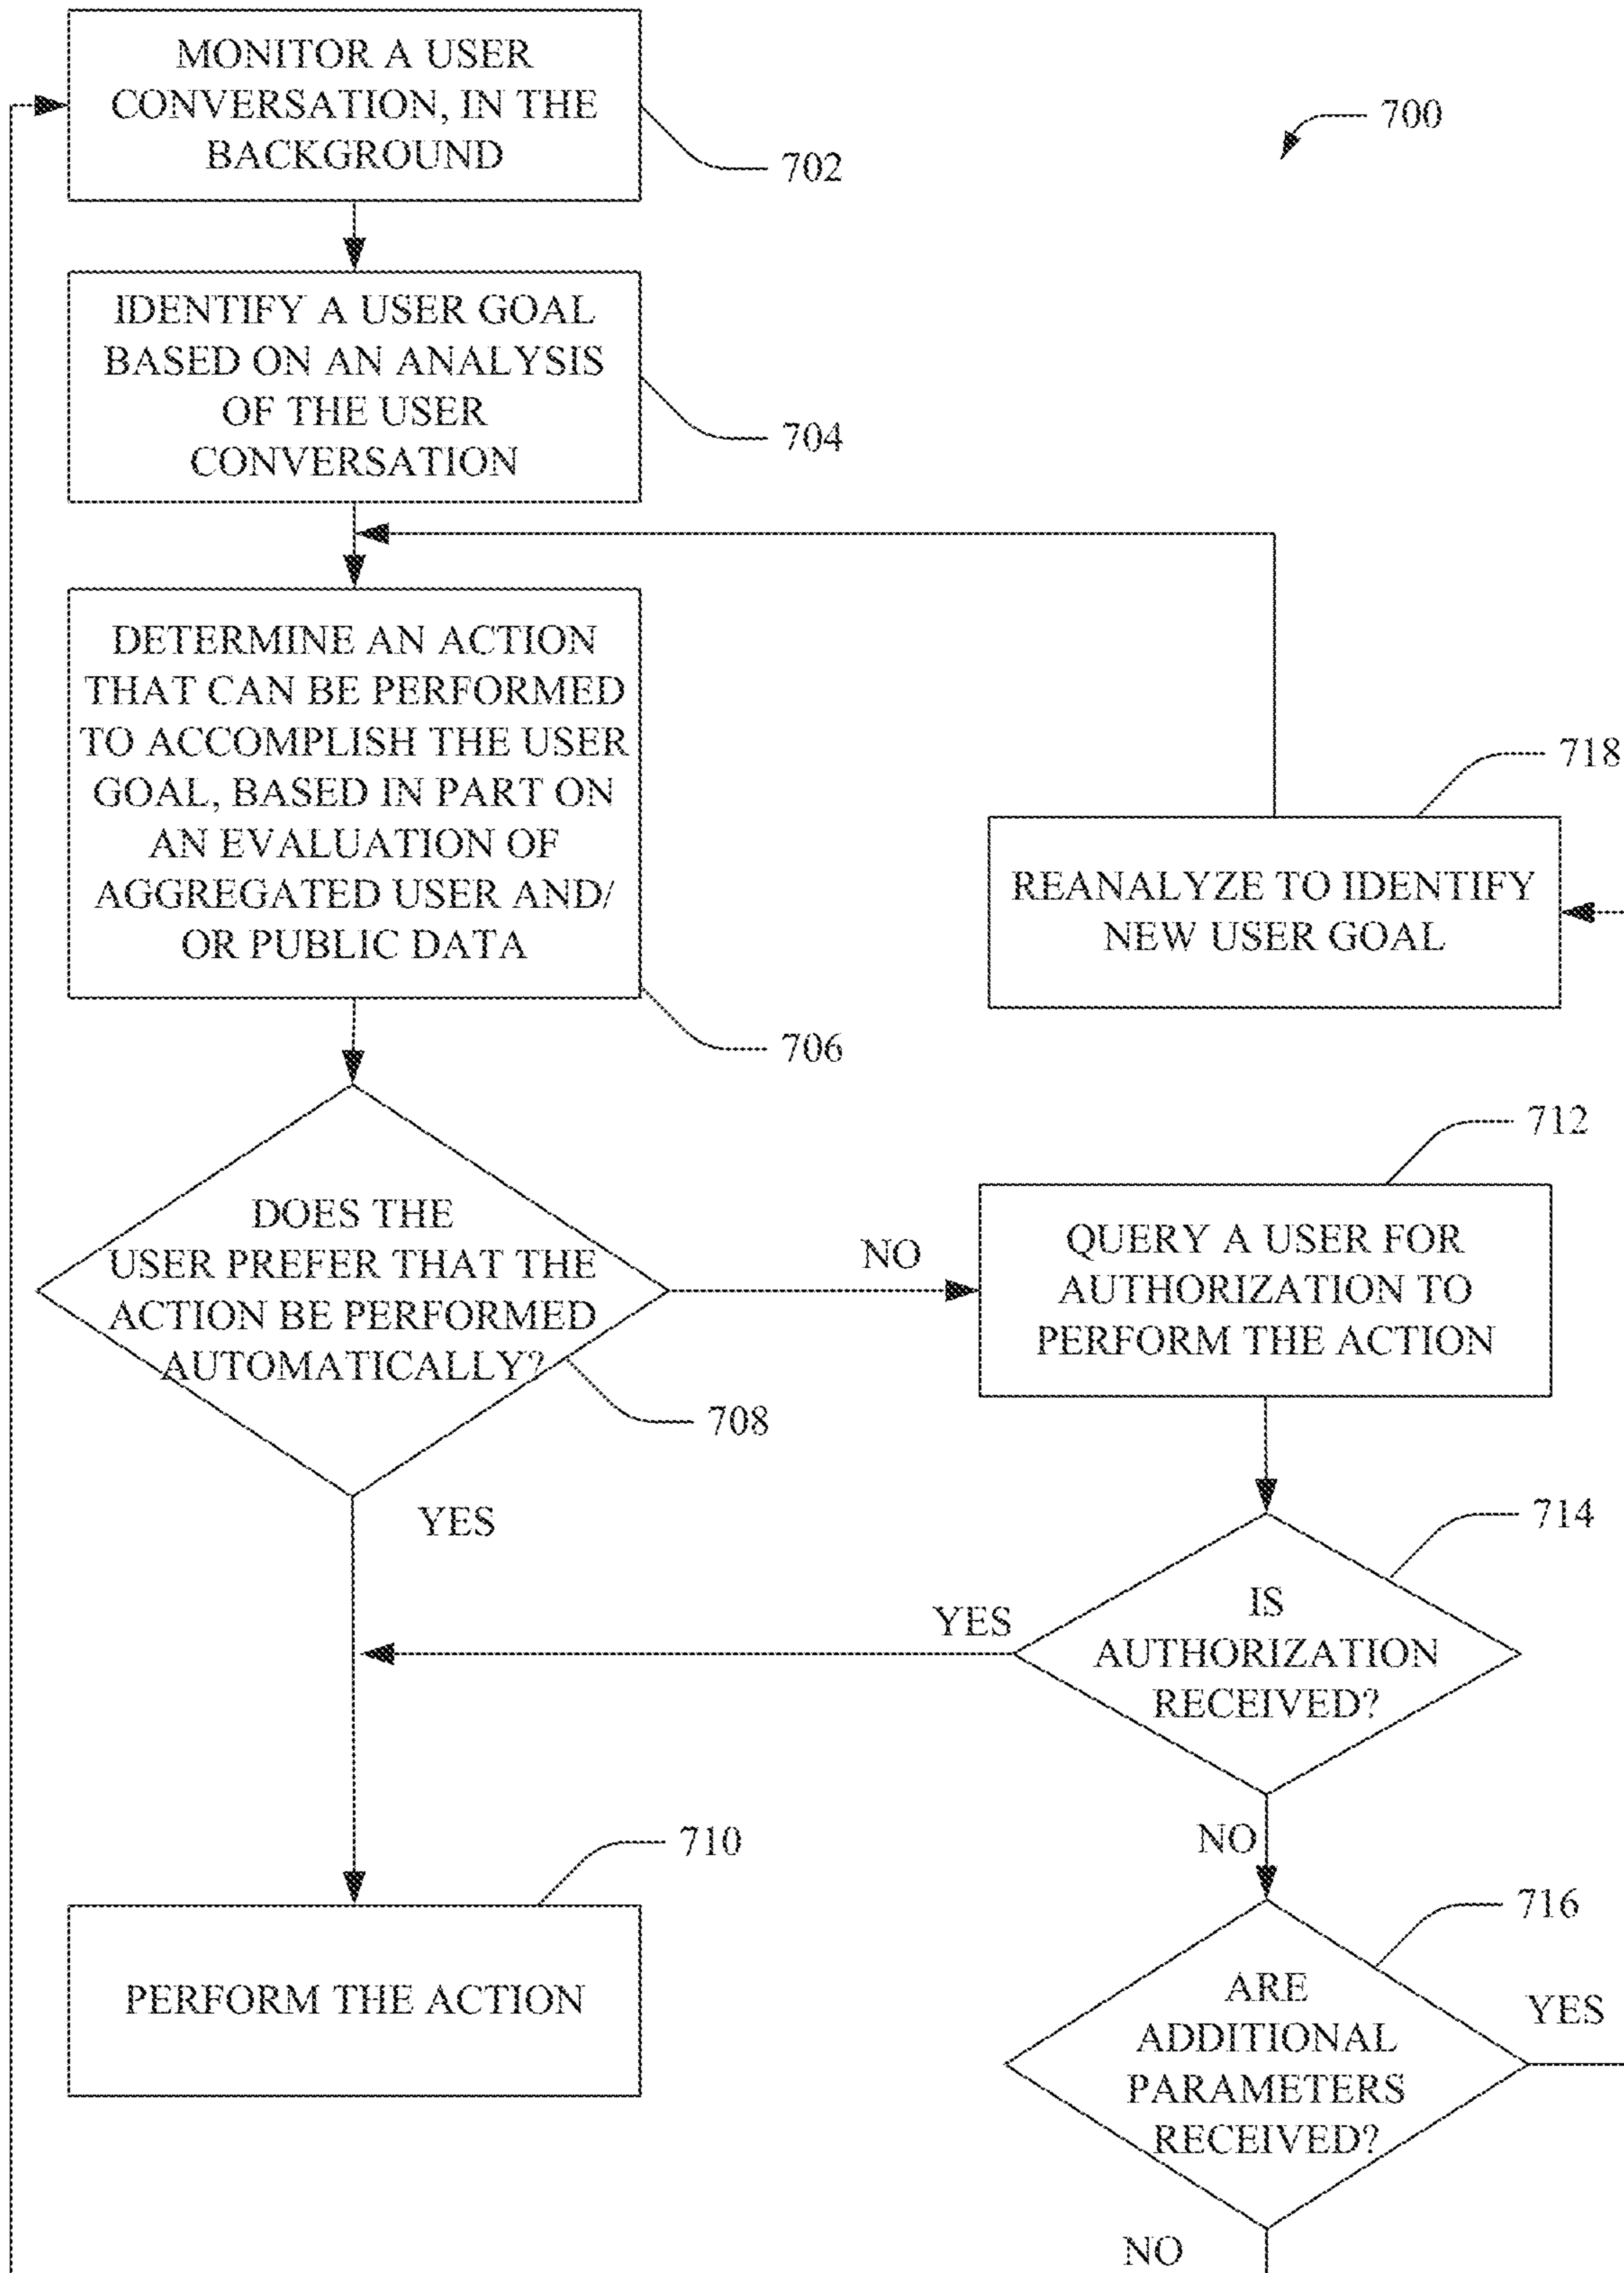 MONITOR A USER
CONVERSATION, IN THE
BACKGROUND
702
700
IDENTIFY A USER GOAL
BASED ON AN ANALYSIS
OF THE USER
CONVERSATION
704
DETERMINE AN ACTION
THAT CAN BE PERFORMED
TO ACCOMPLISH THE USER
GOAL, BASED IN PART ON
AN EVALUATION OF
AGGREGATED USER AND/
OR PUBLIC DATA
706
718
REANALYZE TO IDENTIFY
NEW USER GOAL
DOES THE
USER PREFER THAT THE
ACTION BE PERFORMED
AUTOMATICALLY?
708
NO
YES
712
QUERY A USER FOR
AUTHORIZATION TO
PERFORM THE ACTION
714
IS
AUTHORIZATION
RECEIVED?
YES
NO
710
PERFORM THE ACTION
716
ARE
ADDITIONAL
PARAMETERS
RECEIVED?
YES
NO